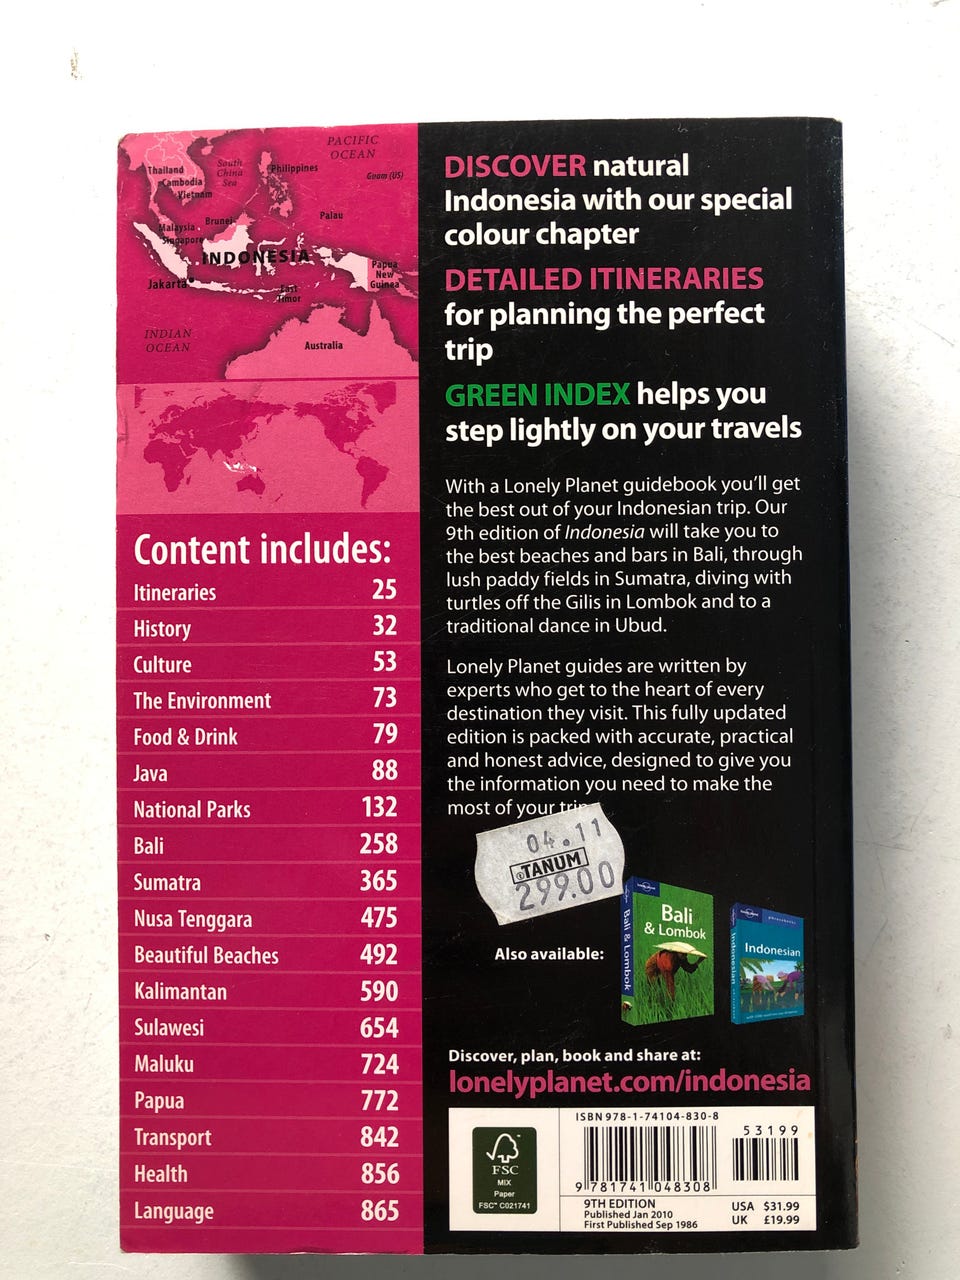 PACIFIC
OCEAN
South
China
Sea
Thailand
Cambodia
Vietnam
Philippines
Guam (US)
Palau
Brunei
Malaysia
Singapore
INDONESIA
Papua
New
Guinea
Jakarta
East
Timor
INDIAN
OCEAN
Australia
Content includes:
Itineraries 25
History 32
Culture 53
The Environment 73
Food & Drink 79
Java 88
National Parks 132
Bali 258
Sumatra 365
Nusa Tenggara 475
Beautiful Beaches 492
Kalimantan 590
Sulawesi 654
Maluku 724
Papua 772
Transport 842
Health 856
Language 865
DISCOVER natural
Indonesia with our special
colour chapter
DETAILED ITINERARIES
for planning the perfect
trip
GREEN INDEX helps you
step lightly on your travels
With a Lonely Planet guidebook you'll get
the best out of your Indonesian trip. Our
9th edition of Indonesia will take you to
the best beaches and bars in Bali, through
lush paddy fields in Sumatra, diving with
turtles off the Gilis in Lombok and to a
traditional dance in Ubud.
Lonely Planet guides are written by
experts who get to the heart of every
destination they visit. This fully updated
edition is packed with accurate, practical
and honest advice, designed to give you
the information you need to make the
most of your trip
04.11
TANUM
299.00
Also available:
Bali & Lombok
Bali
& Lombok
Indonesian
Indonesian
Discover, plan, book and share at:
lonelyplanet.com/indonesia
FSC
MIX
Paper
FSC™ C021741
ISBN 978-1-74104-830-8
53199
9 781741 048308
9TH EDITION
Published Jan 2010
First Published Sep 1986
USA $31.99
UK £19.99